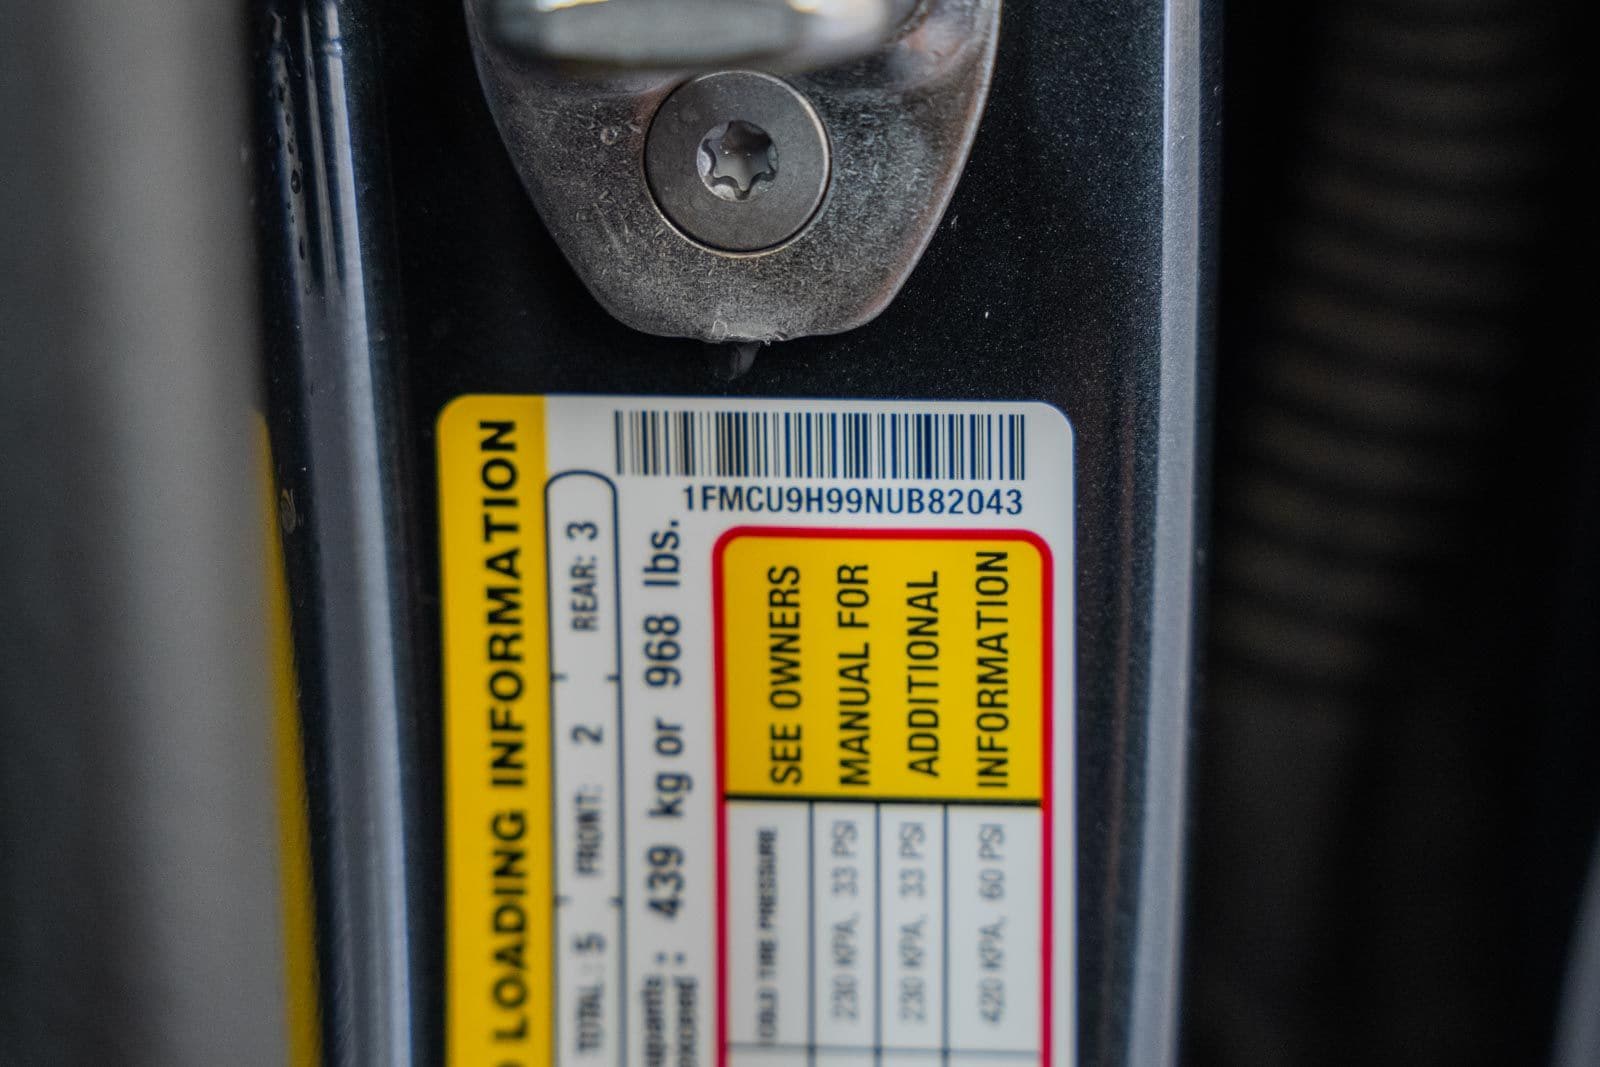 1FMCU9H99NUB82043
LOADING INFORMATION
TOTAL: 5 FRONT: 2 REAR: 3
439 kg or 968 lbs.
COLD TIRE PRESSURE
230 KPA, 33 PSI
230 KPA, 33 PSI
420 KPA, 60 PSI
SEE OWNERS
MANUAL FOR
ADDITIONAL
INFORMATION